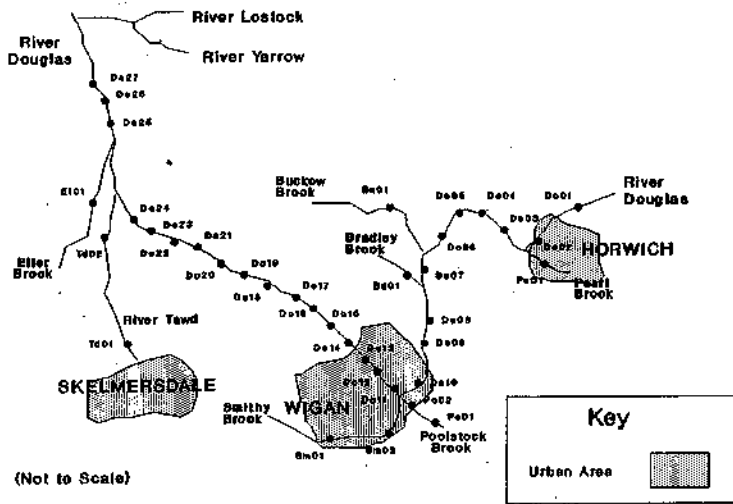 River Lostock
River
Douglas
River Yarrow
Do27
Do26
Do25
Buckow
Brook
Do05
Do04
Do01
River
Douglas
El01
Do24
Do23
Do03
Do22
Do21
Bradley
Brook
Do06
Do02
HORWICH
Eller
Brook
Td02
Do20
Do19
Bd01
Do07
Pe01
Pearl
Brook
Do18
Do17
River Tawd
Do16
Do15
Td01
Do14
Do13
Do09
Do08
SKELMERSDALE
Do12
Do10
Smithy
Brook
WIGAN
Do11
Po02
Po01
Poolstock
Brook
Sm01
Sm02
Key
Urban Area
(Not to Scale)